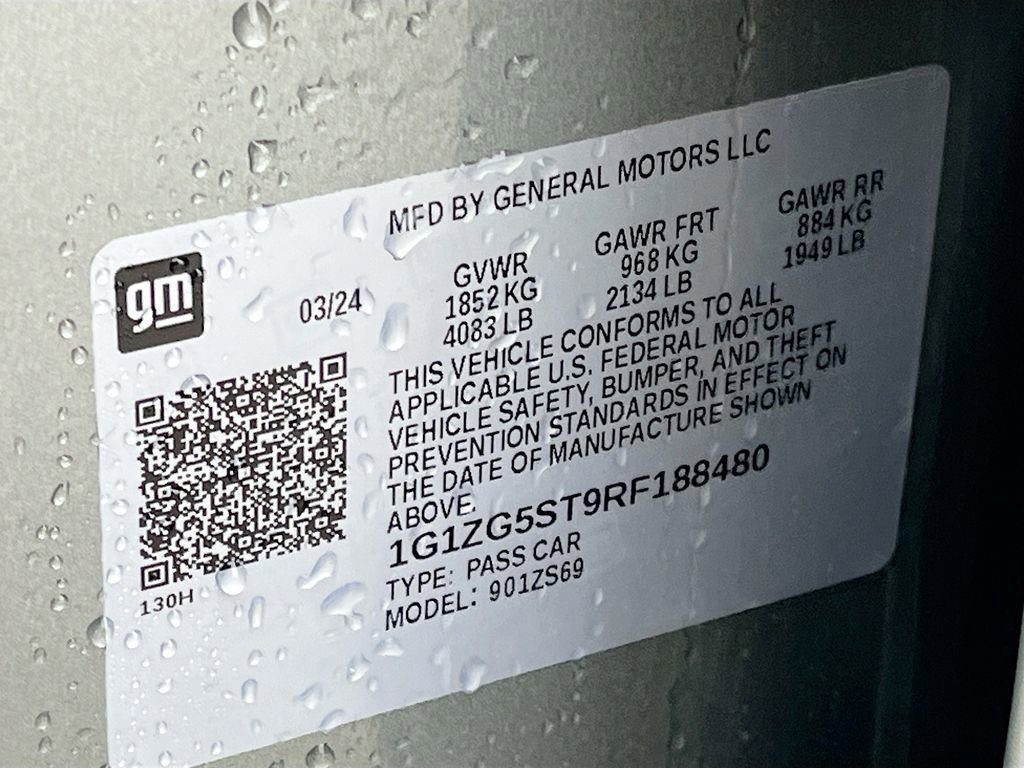 MFD BY GENERAL MOTORS LLC
gm
03/24
GVWR GAWR FRT GAWR RR
1852 KG 968 KG 884 KG
4083 LB 2134 LB 1949 LB
THIS VEHICLE CONFORMS TO ALL
APPLICABLE U.S. FEDERAL MOTOR
VEHICLE SAFETY, BUMPER, AND THEFT
PREVENTION STANDARDS IN EFFECT ON
THE DATE OF MANUFACTURE SHOWN
ABOVE.
1G1ZG5ST9RF188480
TYPE: PASS CAR
MODEL: 901ZS69
130H